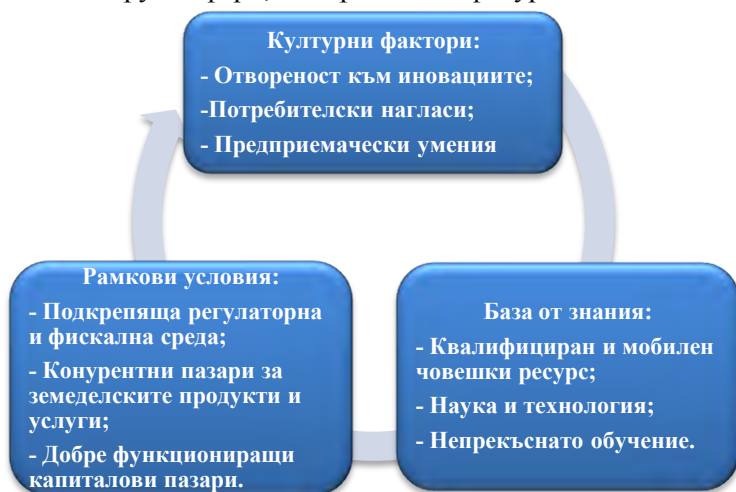 Културни фактори:
- Отвореност към иновациите;
-Потребителски нагласи;
- Предприемачески умения
Рамкови условия:
- Подкрепяща регулаторна
и фискална среда;
- Конурентни пазари за
земеделските продукти и
услуги;
- Добре функциониращи
капиталови пазари.
База от знания:
- Квалифициран и мобилен
човешки ресурс;
- Наука и технология;
- Непрекъснато обучение.